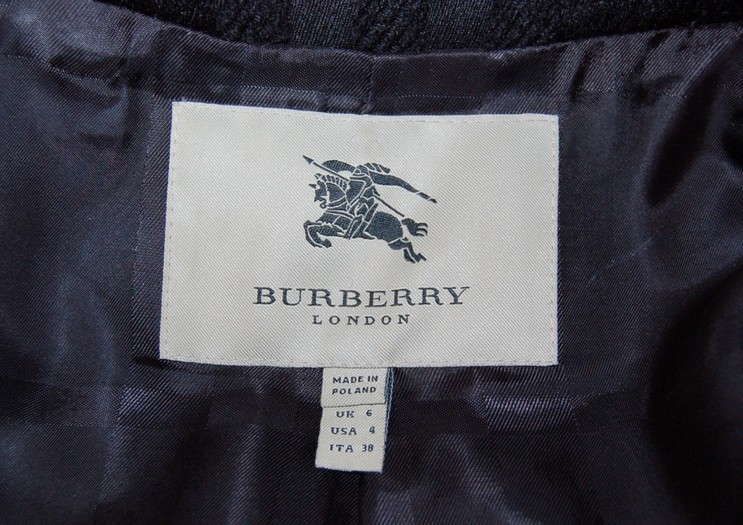 BURBERRY
LONDON
MADE IN
POLAND
UK 6
USA 4
ITA 38